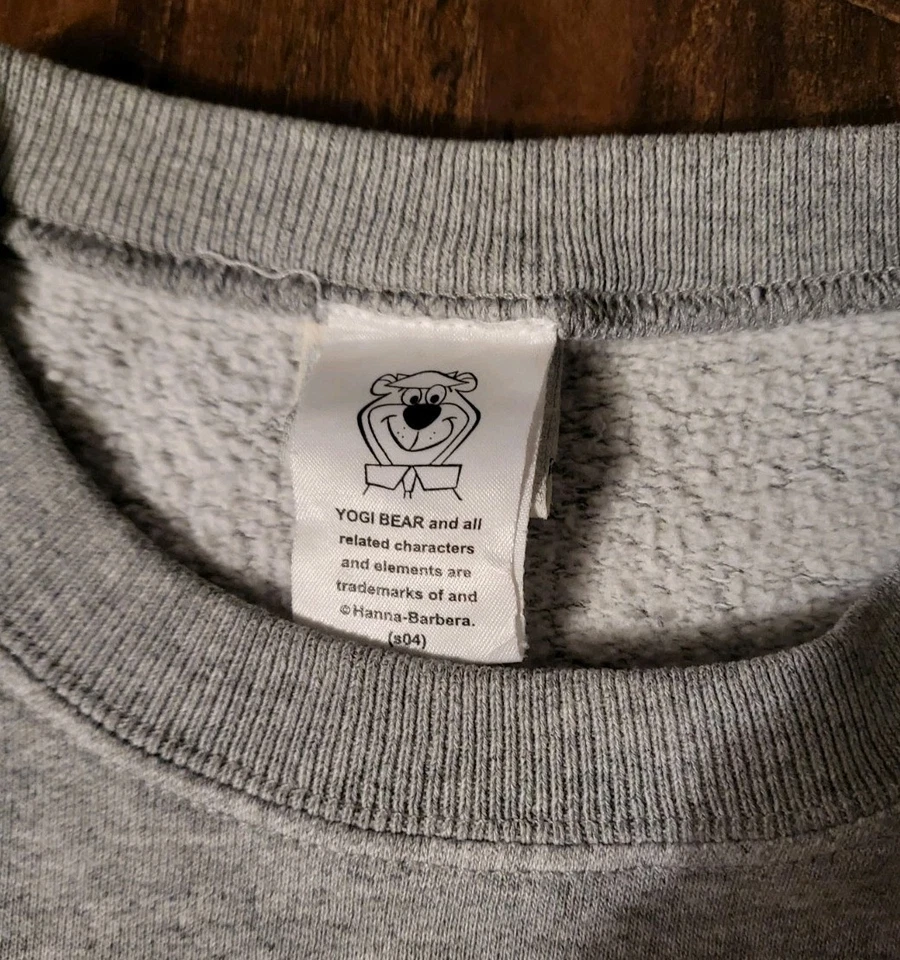 YOGI BEAR and all
related characters
and elements are
trademarks of and
©Hanna-Barbera.
(s04)